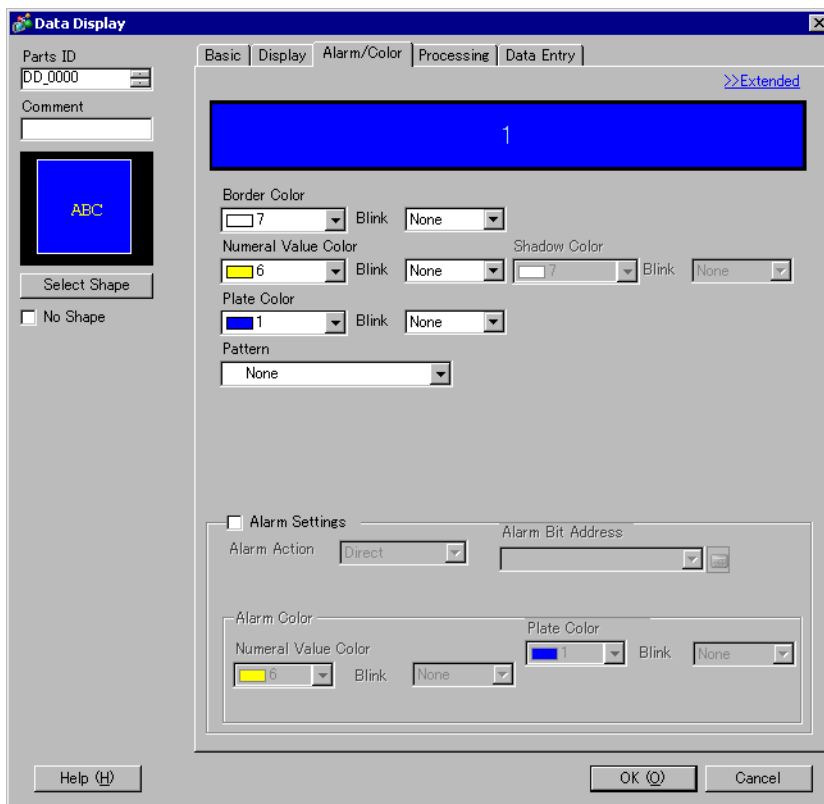 Data Display
Parts ID
DD_0000
Comment
ABC
Select Shape
No Shape
Basic Display Alarm/Color Processing Data Entry
>>Extended
1
Border Color
7 Blink None
Numeral Value Color Shadow Color
6 Blink None 7 Blink None
Plate Color
1 Blink None
Pattern
None
Alarm Settings
Alarm Action Direct Alarm Bit Address
Alarm Color
Numeral Value Color Plate Color
6 Blink None 1 Blink None
Help (H) OK (O) Cancel